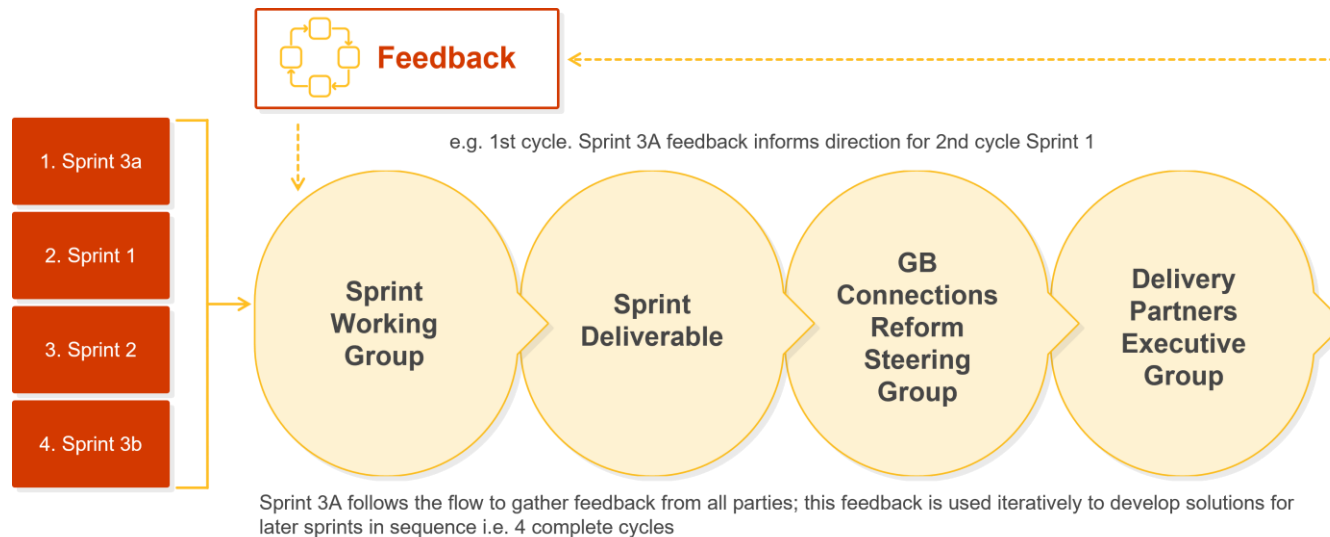 Feedback
e.g. 1st cycle. Sprint 3A feedback informs direction for 2nd cycle Sprint 1
1. Sprint 3a
2. Sprint 1
3. Sprint 2
4. Sprint 3b
Sprint
Working
Group
Sprint
Deliverable
GB
Connections
Reform
Steering
Group
Delivery
Partners
Executive
Group
Sprint 3A follows the flow to gather feedback from all parties; this feedback is used iteratively to develop solutions for
later sprints in sequence i.e. 4 complete cycles